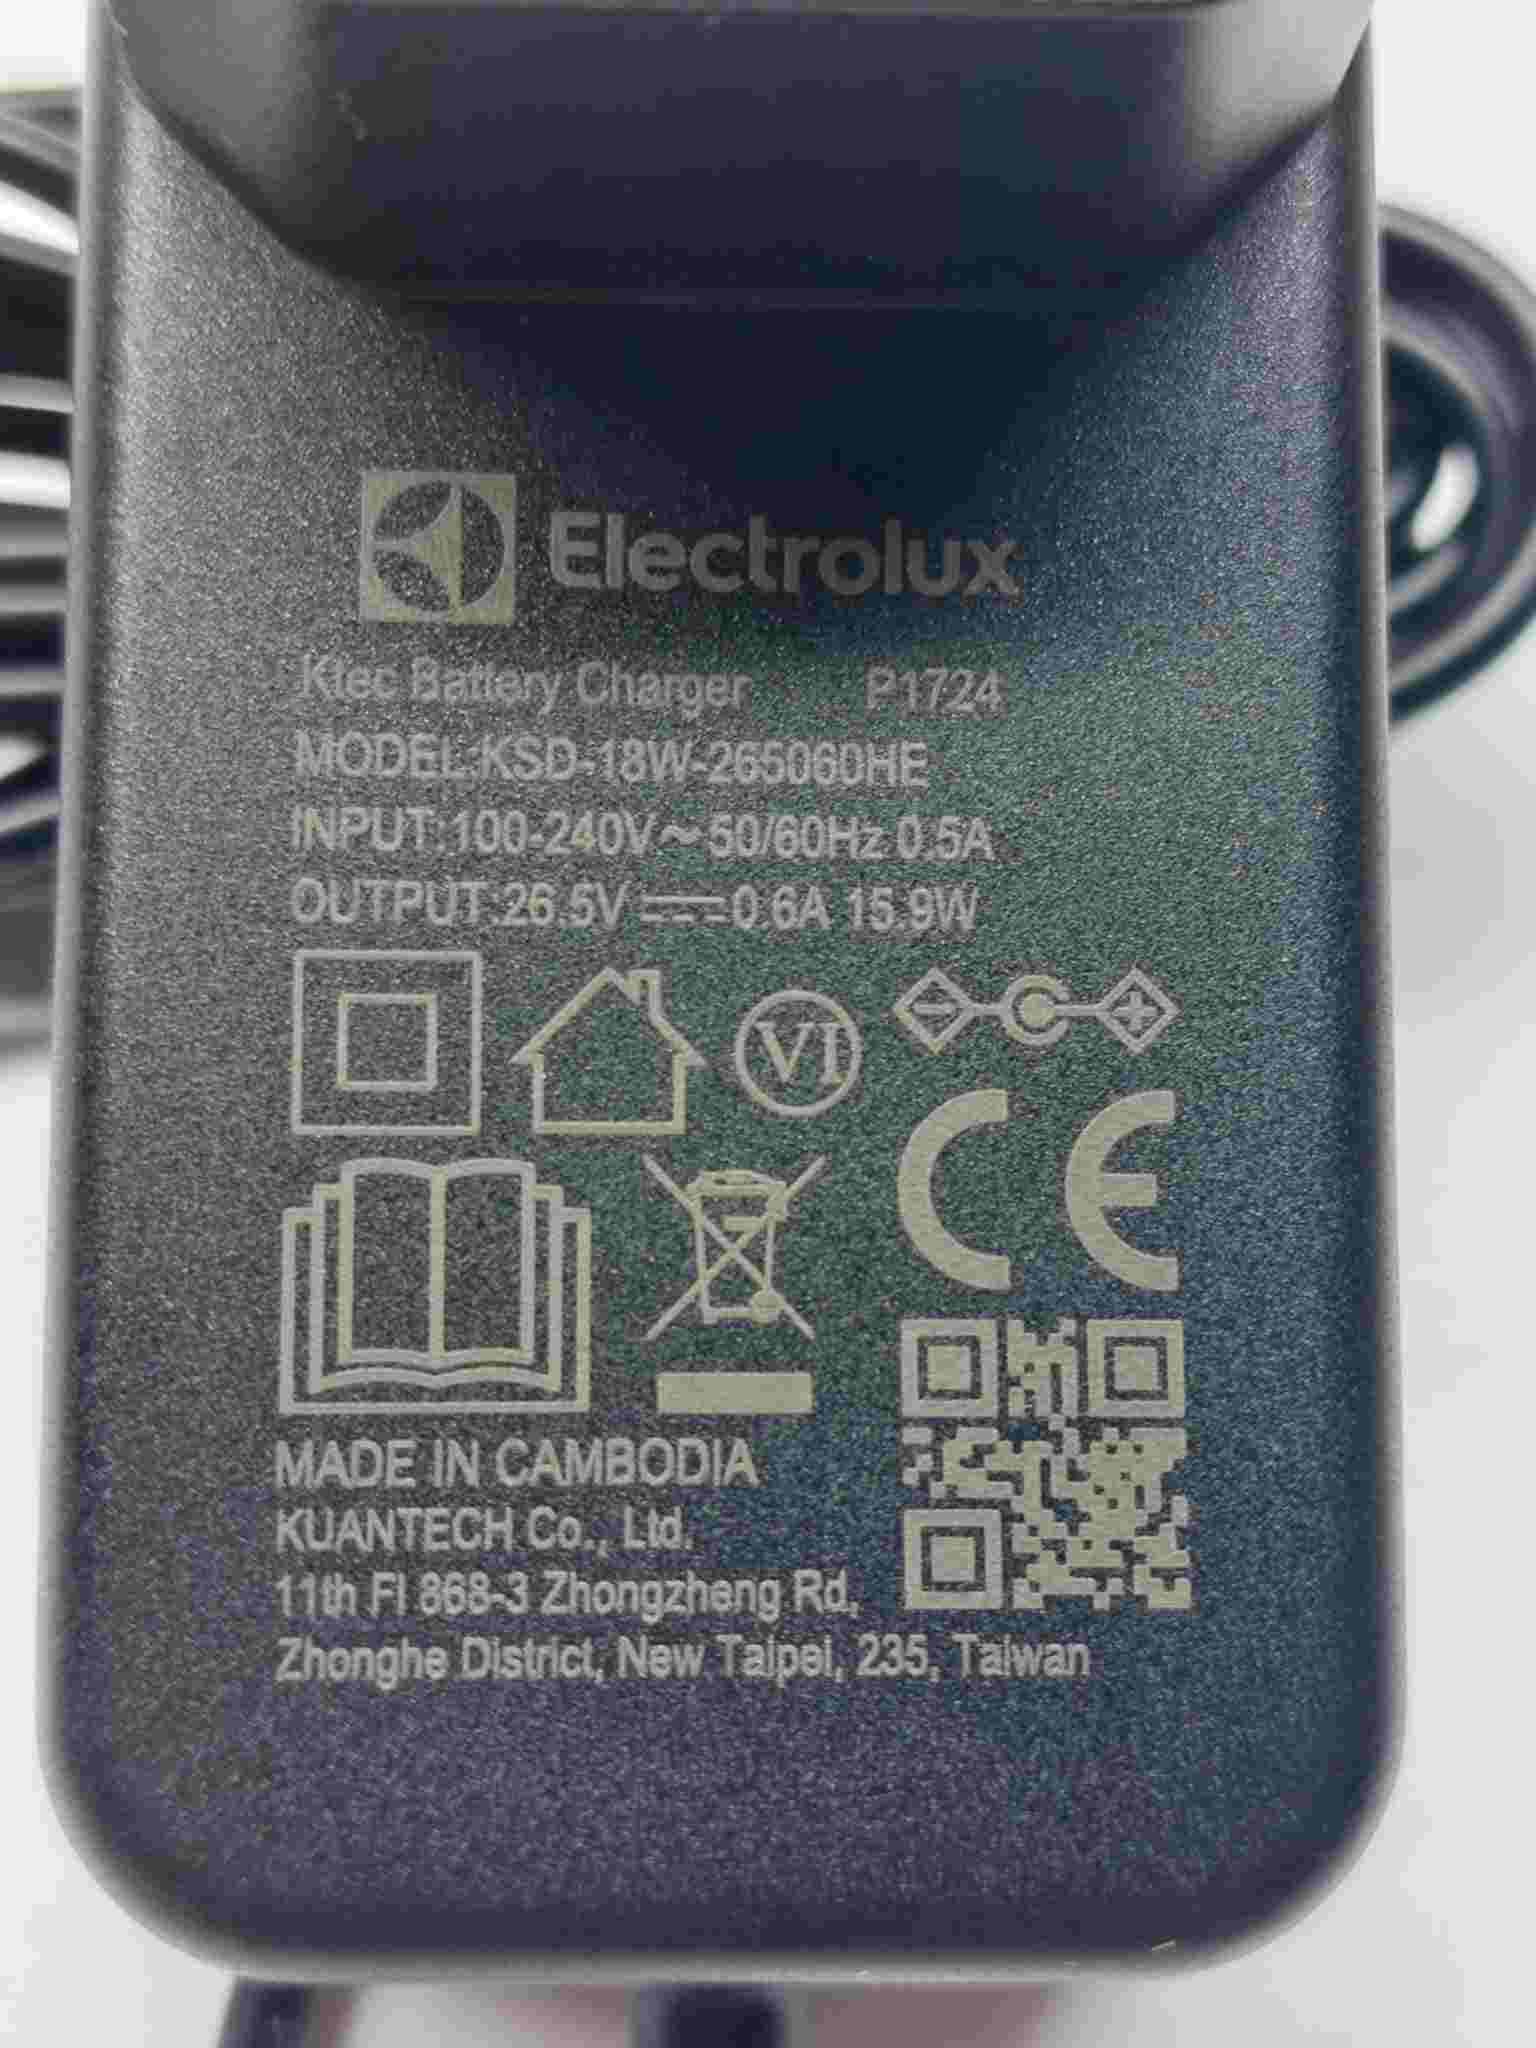 Electrolux
Ktec Battery Charger P1724
MODEL:KSD-18W-265060HE
INPUT:100-240V~50/60Hz 0.5A
OUTPUT:26.5V⎓0.6A 15.9W
VI
- +
CE
MADE IN CAMBODIA
KUANTECH Co., Ltd.
11th Fl 868-3 Zhongzheng Rd,
Zhonghe District, New Taipei, 235, Taiwan